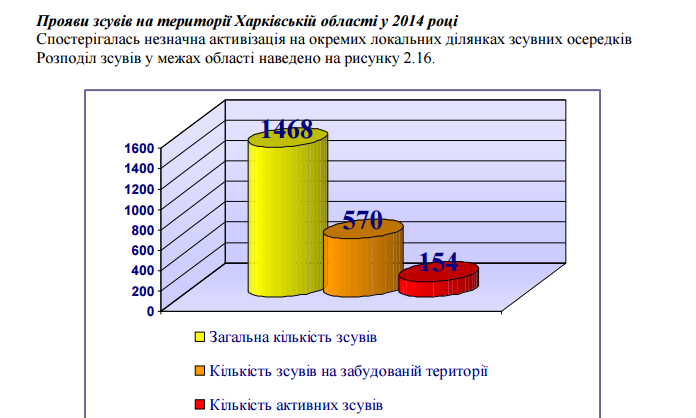 Прояви зсувів на території Харківській області у 2014 році
Спостерігалась незначна активізація на окремих локальних ділянках зсувних осередків
Розподіл зсувів у межах області наведено на рисунку 2.16.
1468
570
154
1600
1400
1200
1000
800
600
400
200
0
Загальна кількість зсувів
Кількість зсувів на забудованій території
Кількість активних зсувів